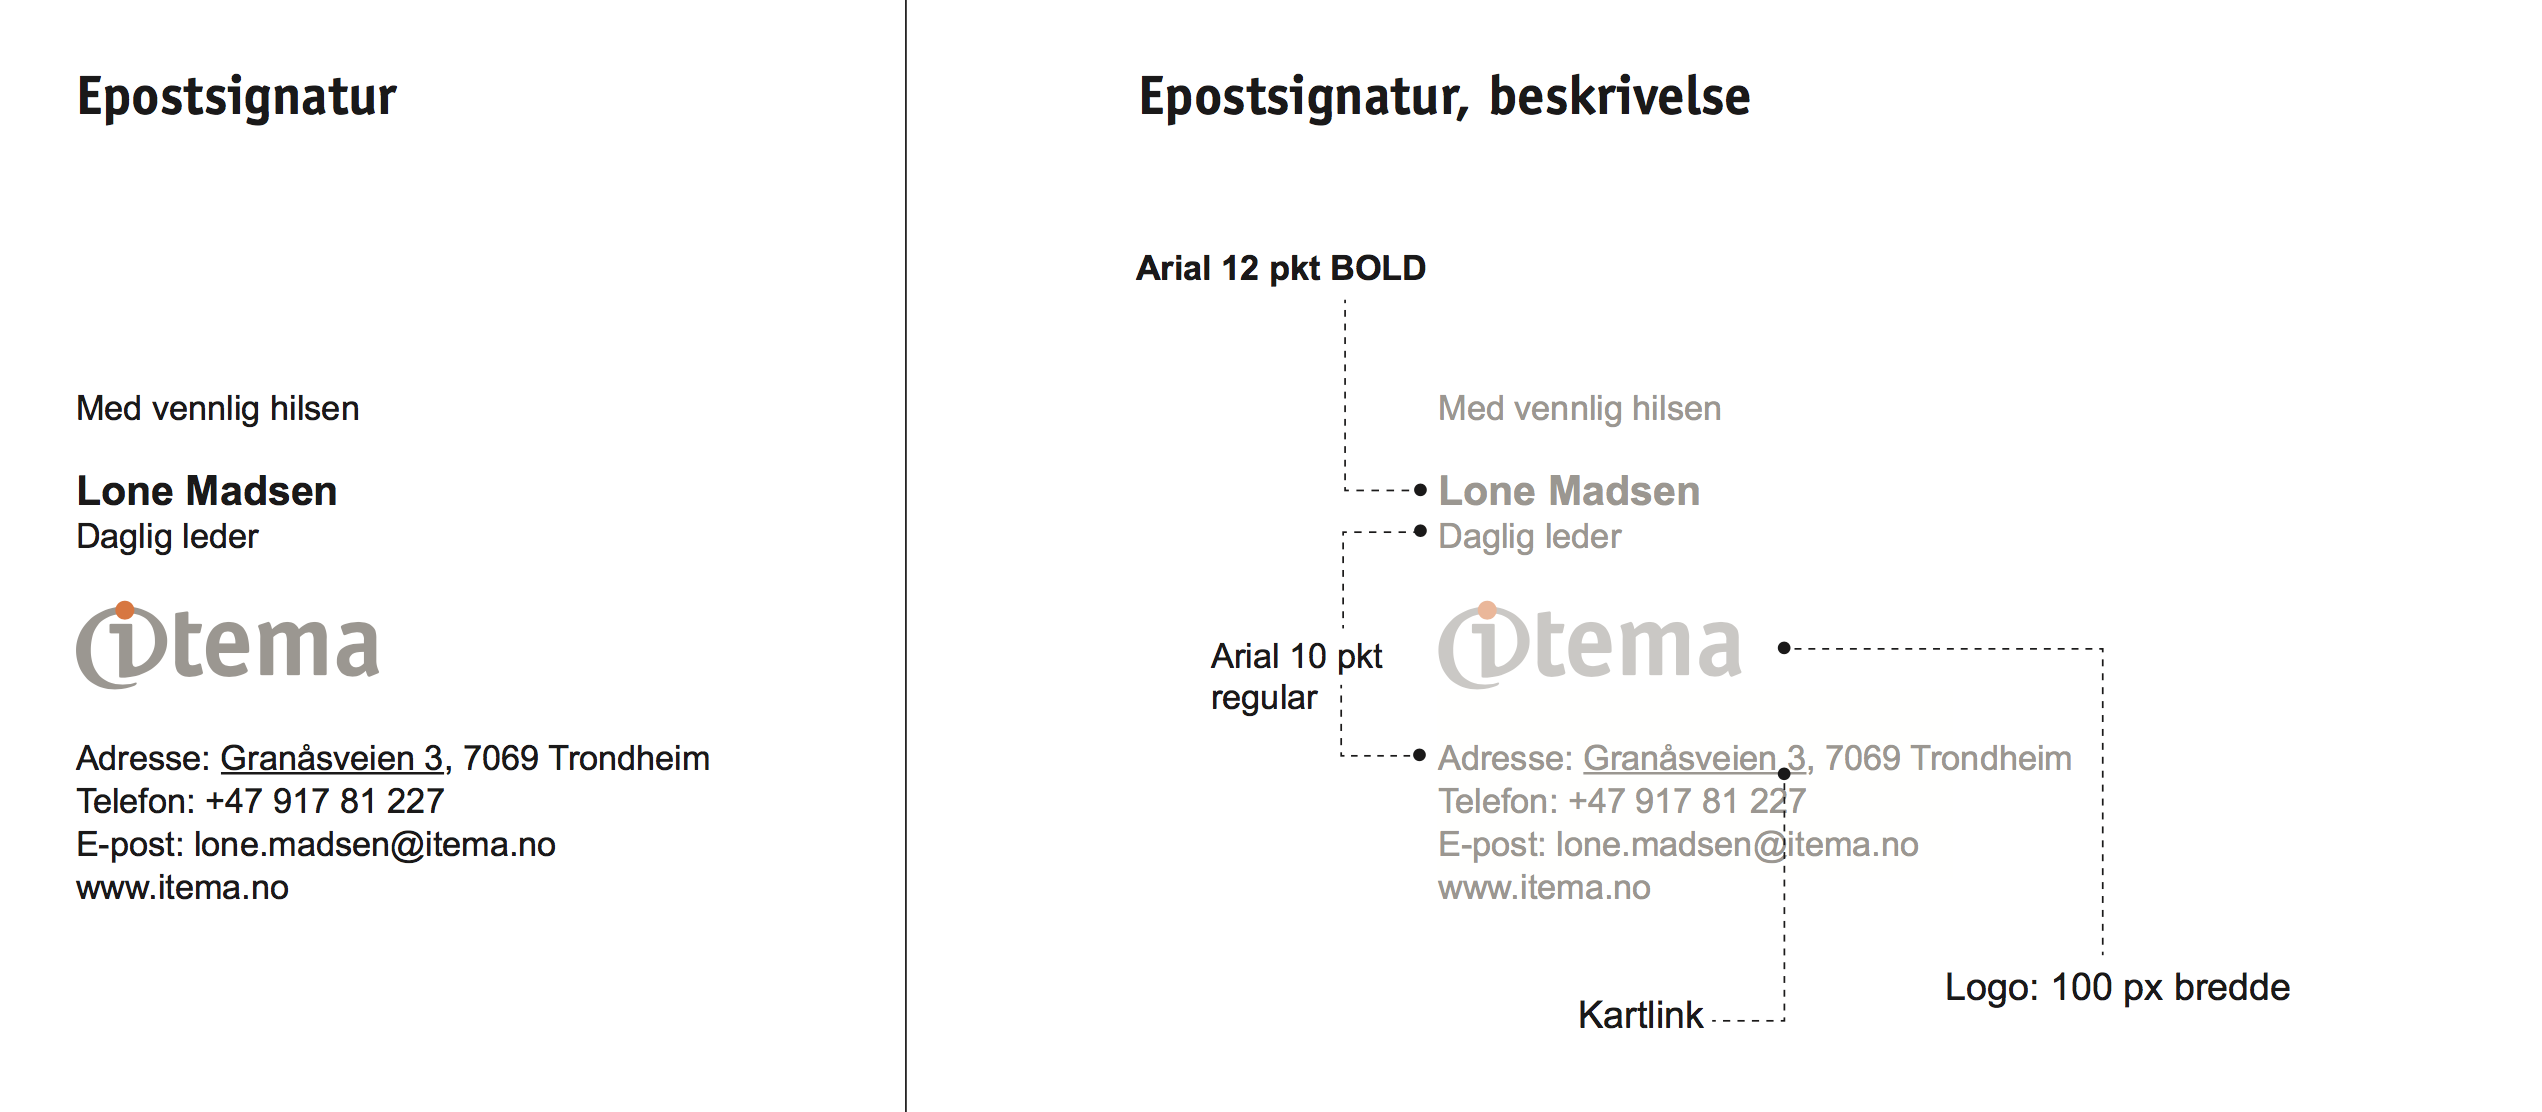 Epostsignatur
Med vennlig hilsen
Lone Madsen
Daglig leder
itema
Adresse: Granåsveien 3, 7069 Trondheim
Telefon: +47 917 81 227
E-post: lone.madsen@itema.no
www.itema.no
Epostsignatur, beskrivelse
Arial 12 pkt BOLD
Med vennlig hilsen
Lone Madsen
Daglig leder
itema
Arial 10 pkt
regular
Adresse: Granåsveien 3, 7069 Trondheim
Telefon: +47 917 81 227
E-post: lone.madsen@itema.no
www.itema.no
Logo: 100 px bredde
Kartlink